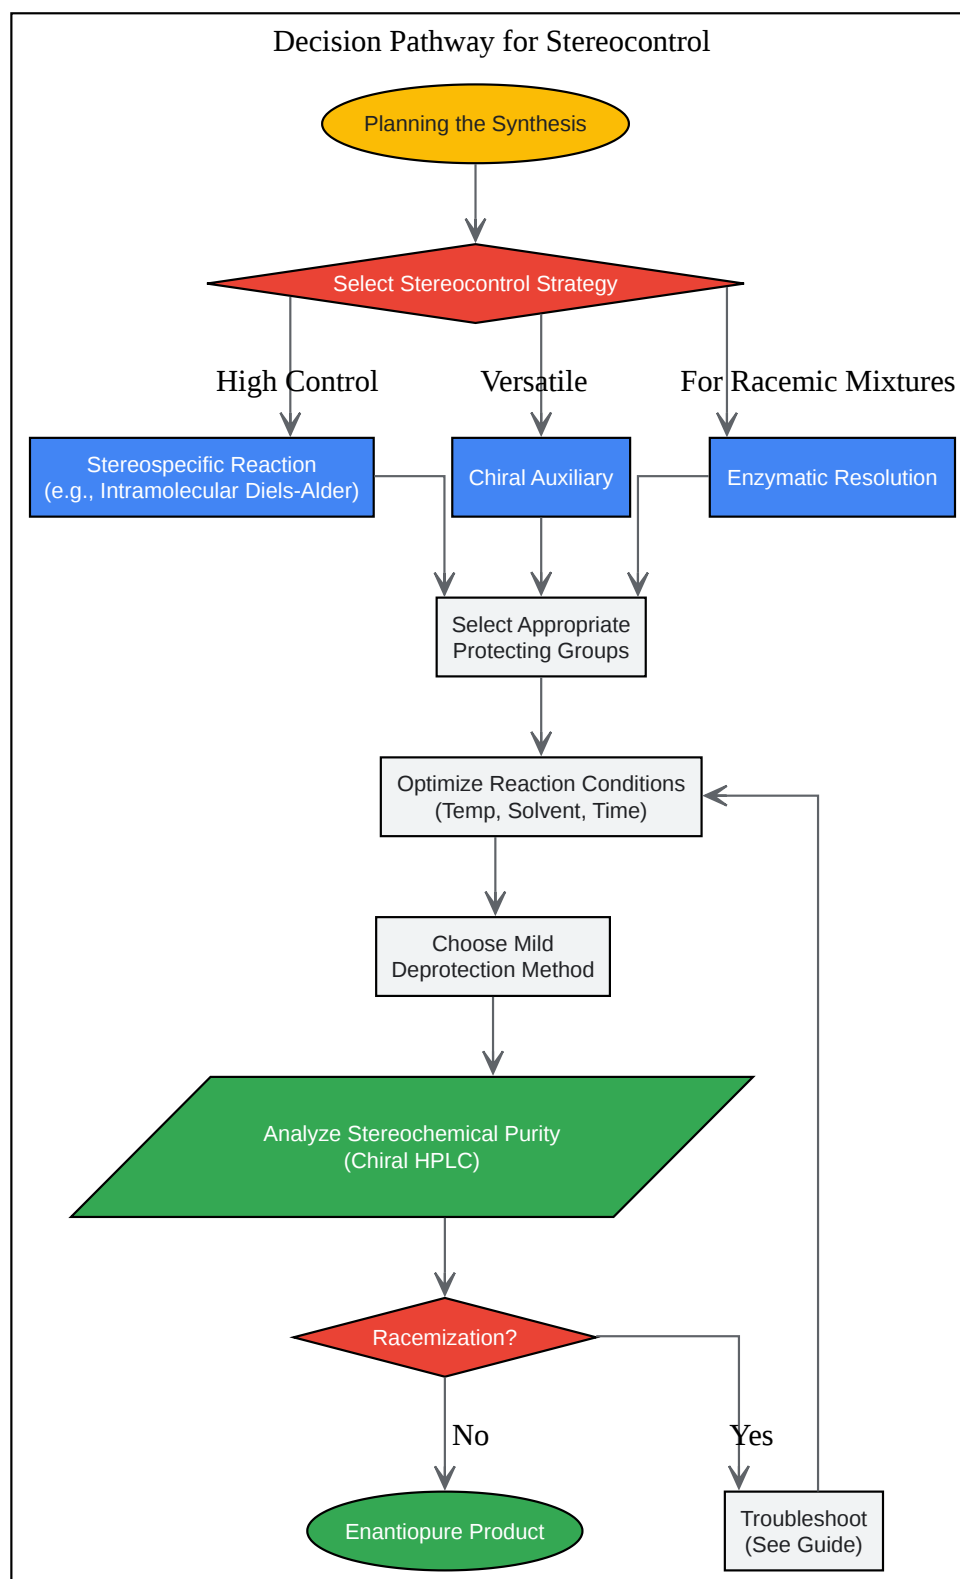 Decision Pathway for Stereocontrol
Planning the Synthesis
Select Stereocontrol Strategy
High Control
Versatile
For Racemic Mixtures
Stereospecific Reaction
(e.g., Intramolecular Diels-Alder)
Chiral Auxiliary
Enzymatic Resolution
Select Appropriate
Protecting Groups
Optimize Reaction Conditions
(Temp, Solvent, Time)
Choose Mild
Deprotection Method
Analyze Stereochemical Purity
(Chiral HPLC)
Racemization?
No
Yes
Enantiopure Product
Troubleshoot
(See Guide)